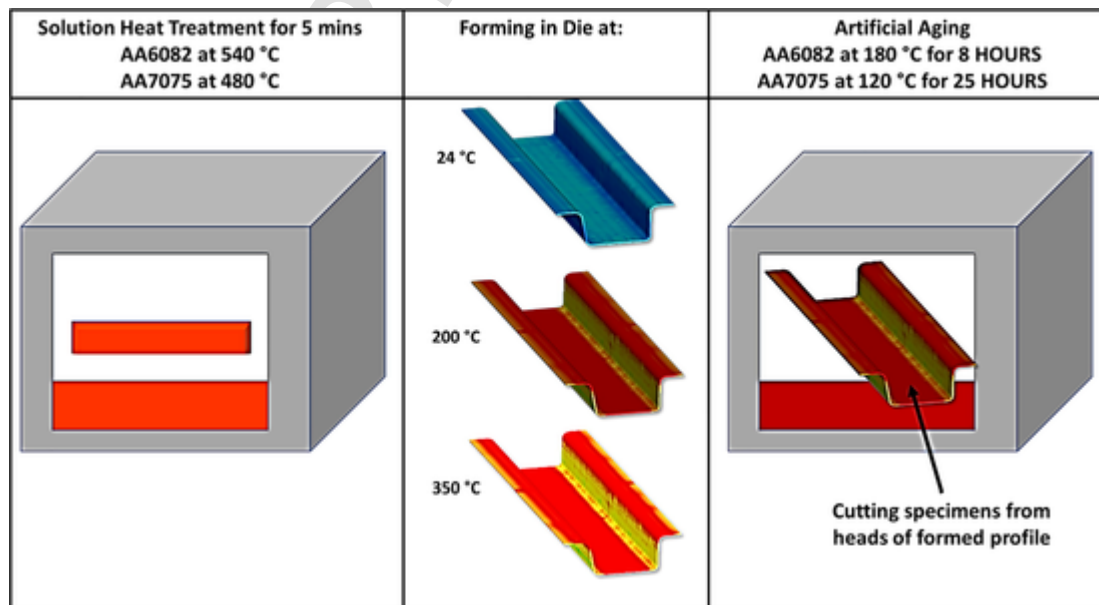 Solution Heat Treatment for 5 mins
AA6082 at 540 °C
AA7075 at 480 °C
Forming in Die at:
Artificial Aging
AA6082 at 180 °C for 8 HOURS
AA7075 at 120 °C for 25 HOURS
24 °C
200 °C
350 °C
Cutting specimens from
heads of formed profile